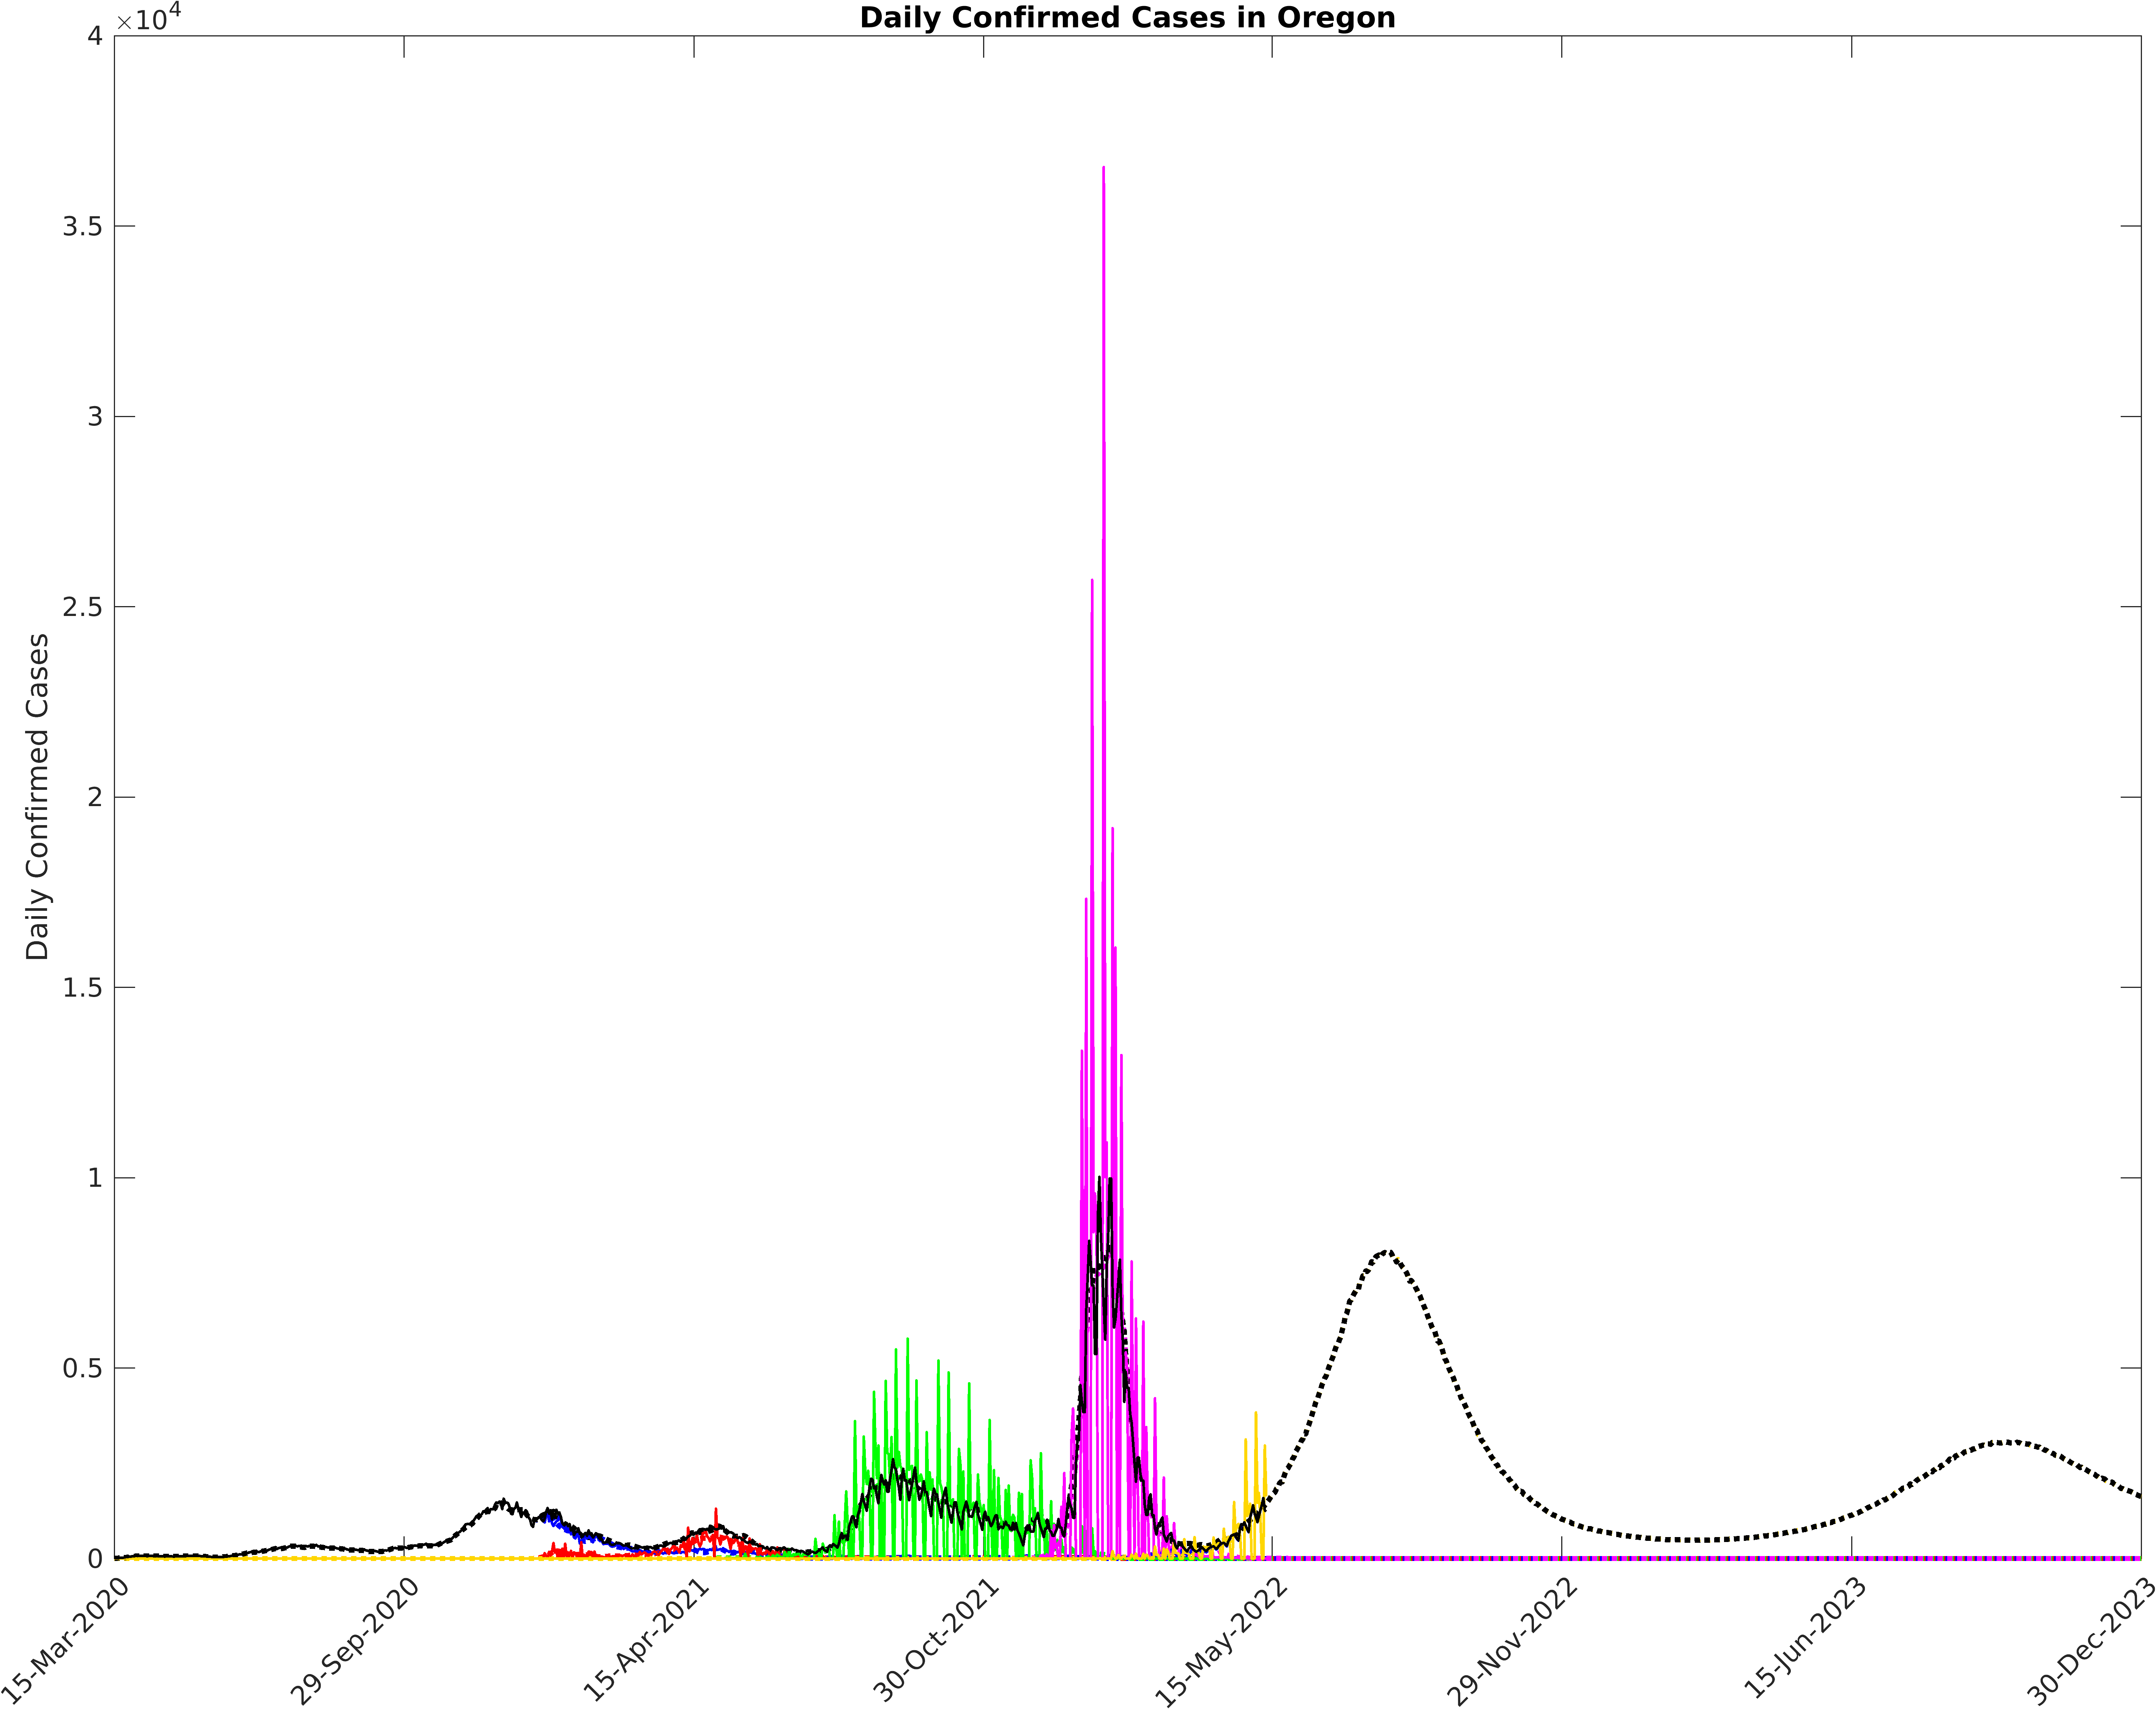 Daily Confirmed Cases in Oregon
×10^4
4
3.5
3
2.5
2
1.5
1
0.5
0
Daily Confirmed Cases
15-Mar-2020
29-Sep-2020
15-Apr-2021
30-Oct-2021
15-May-2022
29-Nov-2022
15-Jun-2023
30-Dec-2023